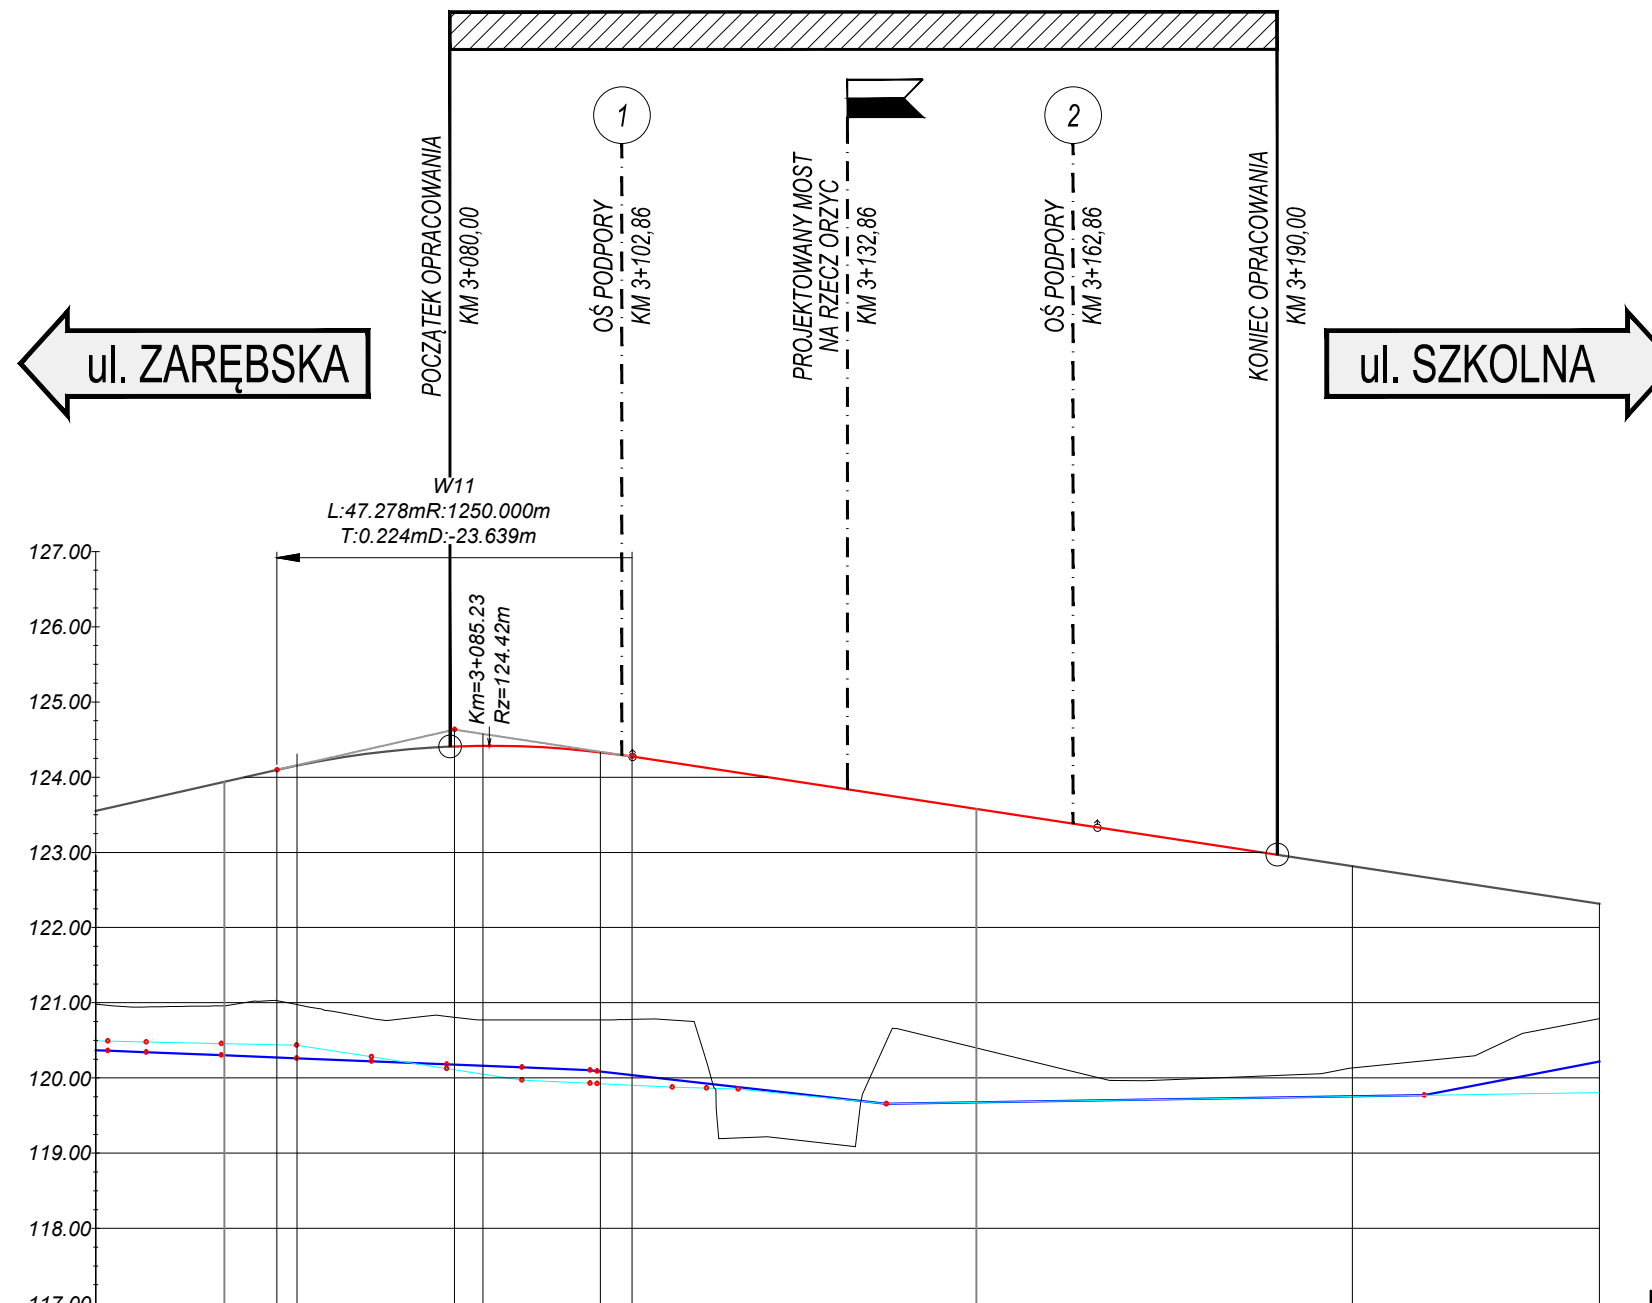 1
2
POCZĄTEK OPRACOWANIA
KM 3+080,00
OŚ PODPORY
KM 3+102,86
PROJEKTOWANY MOST
NA RZECZ ORZYC
KM 3+132,86
OŚ PODPORY
KM 3+162,86
KONIEC OPRACOWANIA
KM 3+190,00
ul. ZARĘBSKA
ul. SZKOLNA
W11
L:47.278mR:1250.000m
T:0.224mD:-23.639m
Km=3+085.23
Rz=124.42m
127.00
126.00
125.00
124.00
123.00
122.00
121.00
120.00
119.00
118.00
117.00